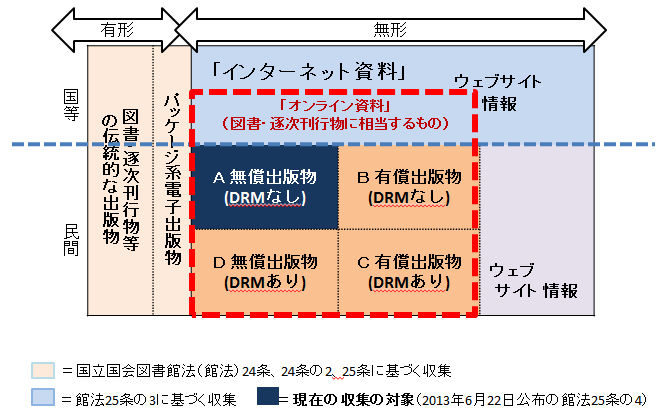 有形
無形
国等
民間
図書・逐次刊行物等
の伝統的な出版物
パッケージ系電子出版物
「インターネット資料」
ウェブサイト
情報
「オンライン資料」
（図書・逐次刊行物に相当するもの）
A 無償出版物
(DRMなし)
B 有償出版物
(DRMなし)
D 無償出版物
(DRMあり)
C 有償出版物
(DRMあり)
ウェブ
サイト情報
＝国立国会図書館法（館法）24条、24条の2、25条に基づく収集
＝館法25条の3に基づく収集
＝現在の収集の対象（2013年6月22日公布の館法25条の4）